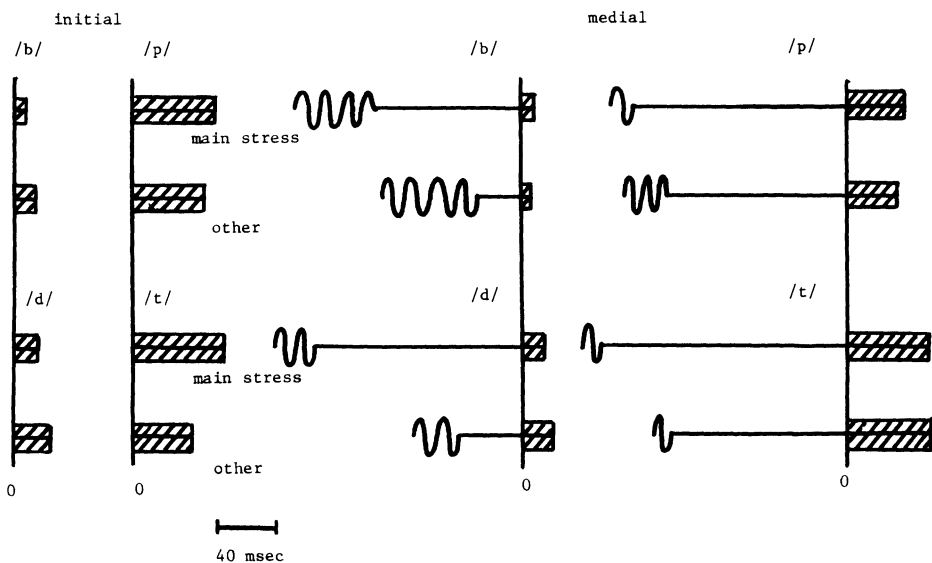 initial medial
/b/ /p/ /b/ /p/
main stress
other
/d/ /t/ /d/ /t/
main stress
other
0 0 0 0
40 msec